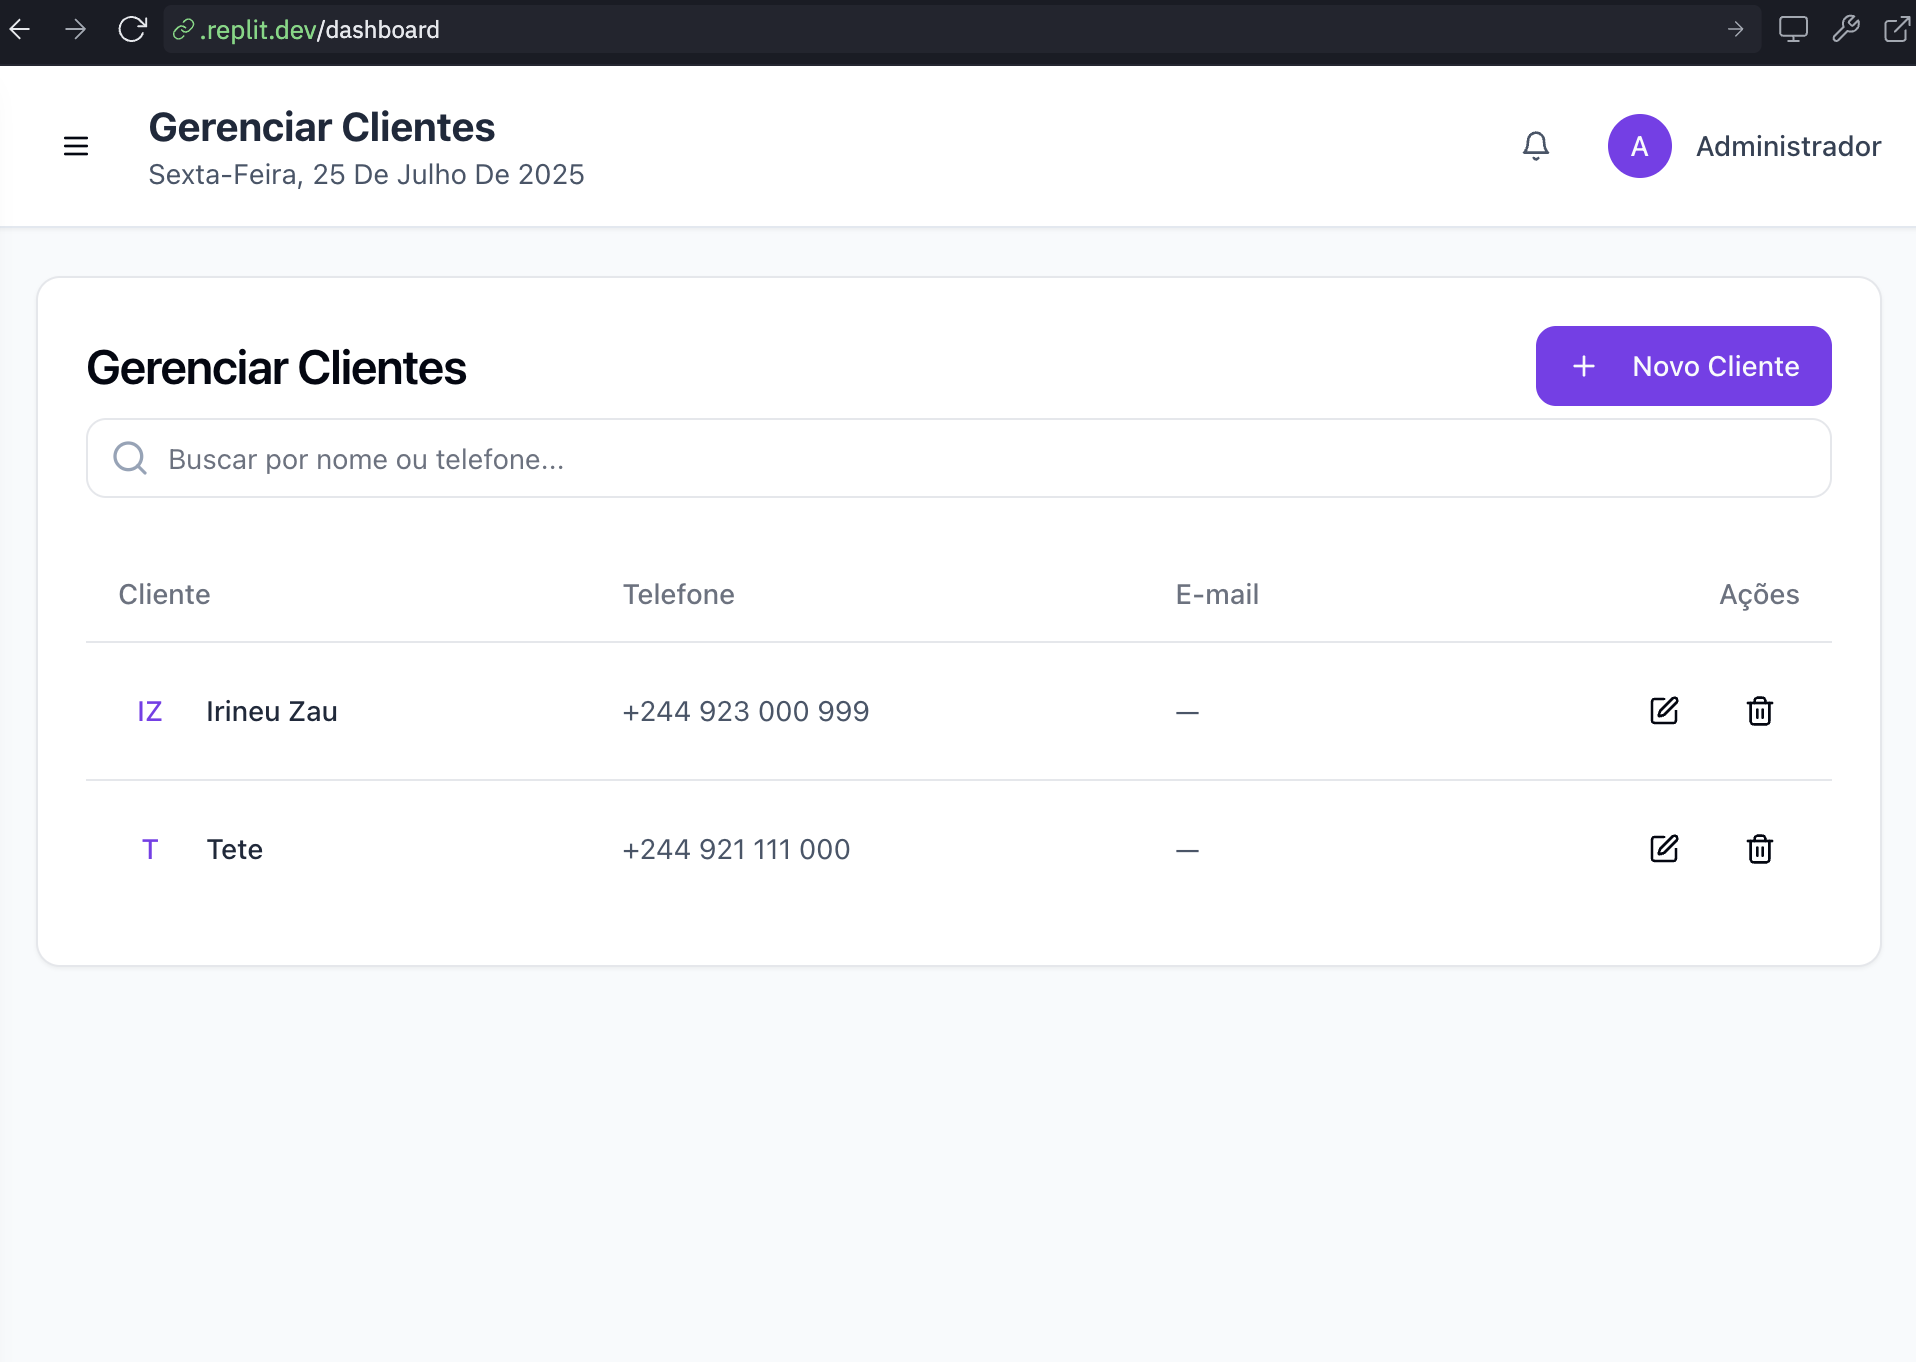 .replit.dev/dashboard
Gerenciar Clientes
Sexta-Feira, 25 De Julho De 2025
A Administrador
Gerenciar Clientes
+ Novo Cliente
Buscar por nome ou telefone...
Cliente Telefone E-mail Ações
IZ Irineu Zau +244 923 000 999 —
T Tete +244 921 111 000 —